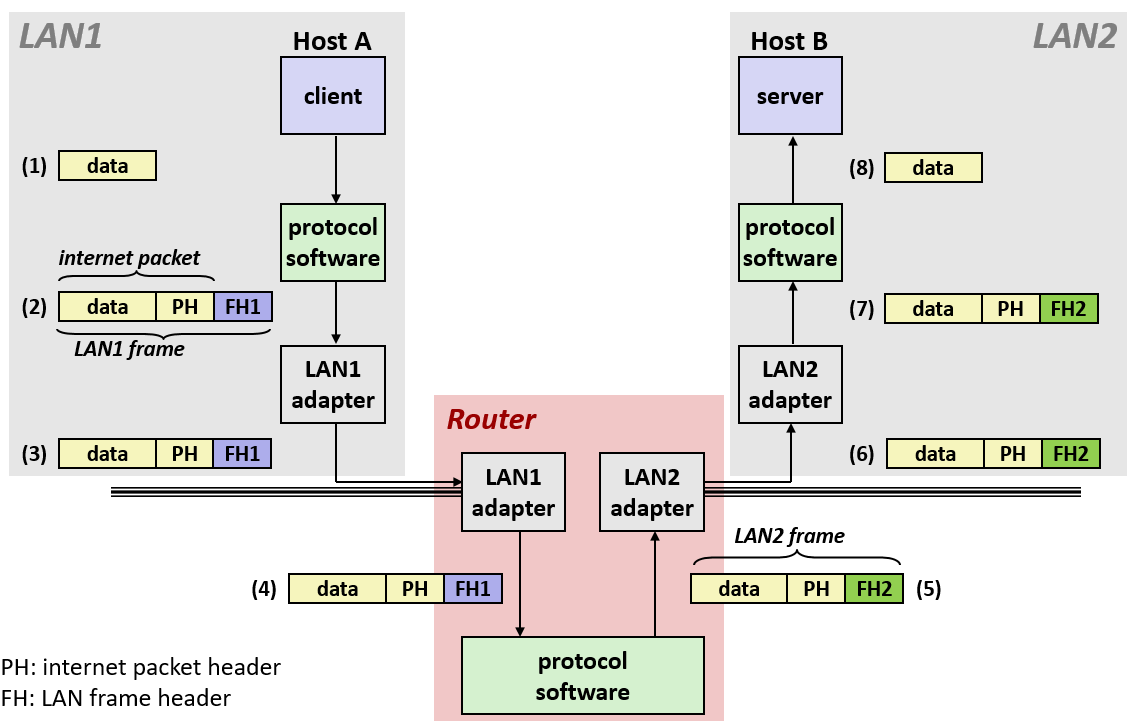 LAN1
Host A
client
(1) data
protocol
software
internet packet
(2) data PH FH1
LAN1 frame
LAN1
adapter
(3) data PH FH1
Router
LAN1
adapter
LAN2
adapter
(4) data PH FH1
protocol
software
LAN2 frame
data PH FH2 (5)
LAN2
Host B
server
(8) data
protocol
software
(7) data PH FH2
LAN2
adapter
(6) data PH FH2
PH: internet packet header
FH: LAN frame header